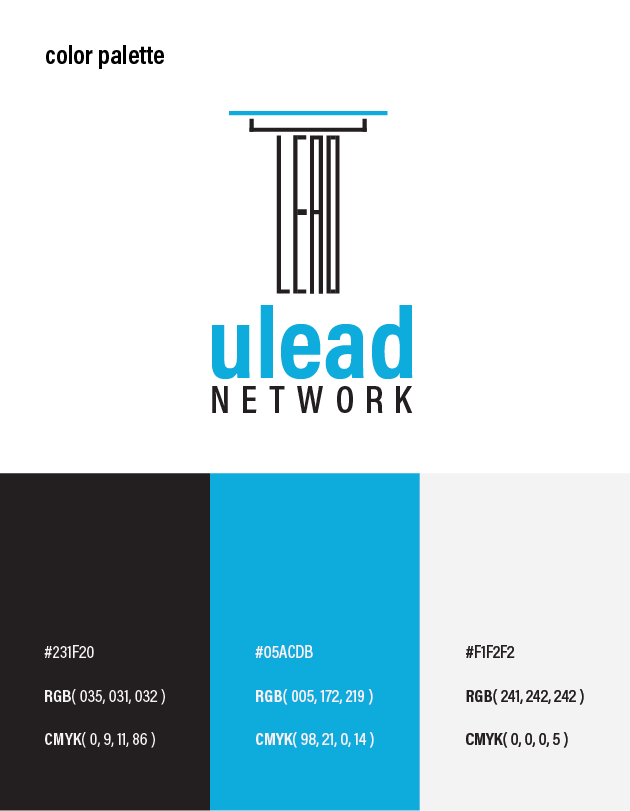 color palette
LEAD
ulead
NETWORK
#231F20
RGB( 035, 031, 032 )
CMYK( 0, 9, 11, 86 )
#05ACDB
RGB( 005, 172, 219 )
CMYK( 98, 21, 0, 14 )
#F1F2F2
RGB( 241, 242, 242 )
CMYK( 0, 0, 0, 5 )